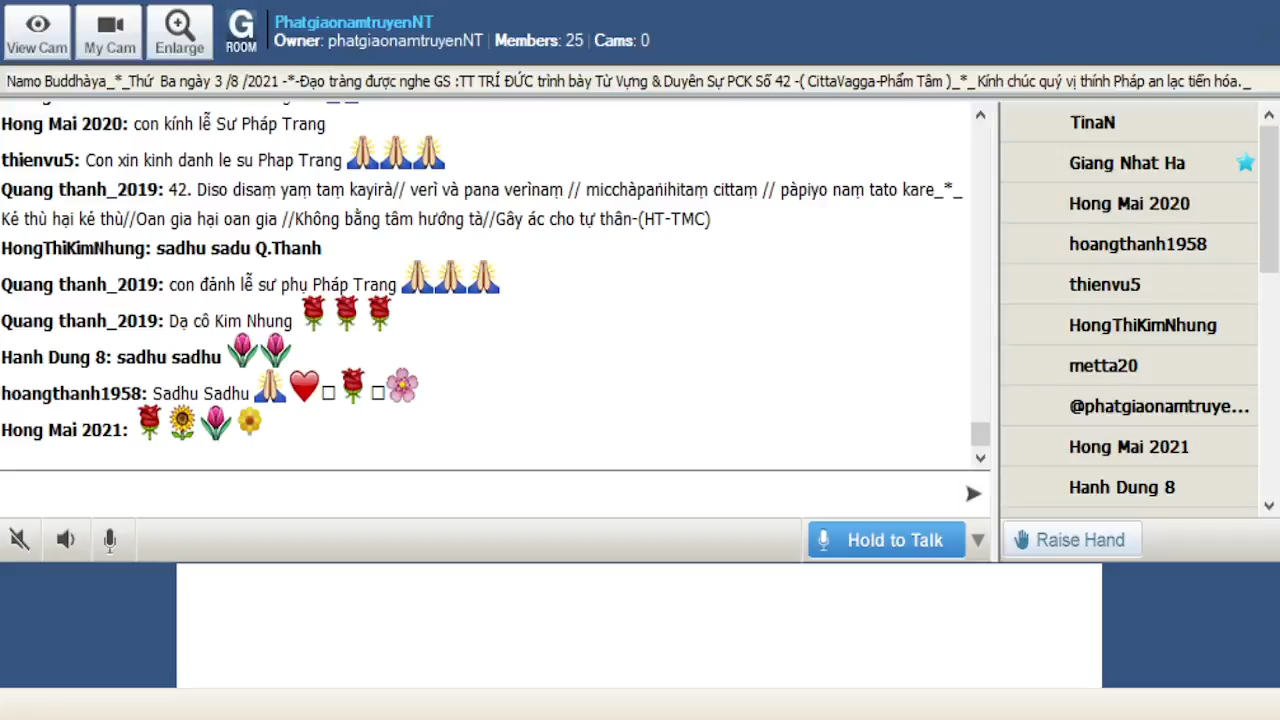 PhatgiaonamtruyenNT
View Cam
My Cam
Enlarge
G
ROOM
Owner: phatgiaonamtruyenNT | Members: 25 | Cams: 0
Namo Buddhàya_*_Thứ Ba ngày 3 /8 /2021 -*-Đạo tràng được nghe GS :TT TRÍ ĐỨC trình bày Từ Vựng & Duyên Sự PCK Số 42 -( CittaVagga-Phẩm Tâm )_*_Kính chúc quý vị thính Pháp an lạc tiến hóa._
Hong Mai 2020: con kính lễ Sư Pháp Trang
thienvu5: Con xin kinh danh le su Phap Trang 🙏🙏🙏
Quang thanh_2019: 42. Diso disaṃ yaṃ taṃ kayirà// verì và pana verìnaṃ // micchàpaṅihitaṃ cittaṃ // pàpiyo naṃ tato kare_*_
Kẻ thù hại kẻ thù//Oan gia hại oan gia //Không bằng tâm hướng tà//Gây ác cho tự thân-(HT-TMC)
HongThiKimNhung: sadhu sadu Q.Thanh
Quang thanh_2019: con đảnh lễ sư phụ Pháp Trang 🙏🙏🙏
Quang thanh_2019: Dạ cô Kim Nhung 🌹🌹🌹
Hanh Dung 8: sadhu sadhu 🌷🌷
hoangthanh1958: Sadhu Sadhu 🙏❤□🌹□🌸
Hong Mai 2021: 🌹🌻🌷🌼
TinaN
Giang Nhat Ha
Hong Mai 2020
hoangthanh1958
thienvu5
HongThiKimNhung
metta20
@phatgiaonamtruye...
Hong Mai 2021
Hanh Dung 8
Hold to Talk
Raise Hand